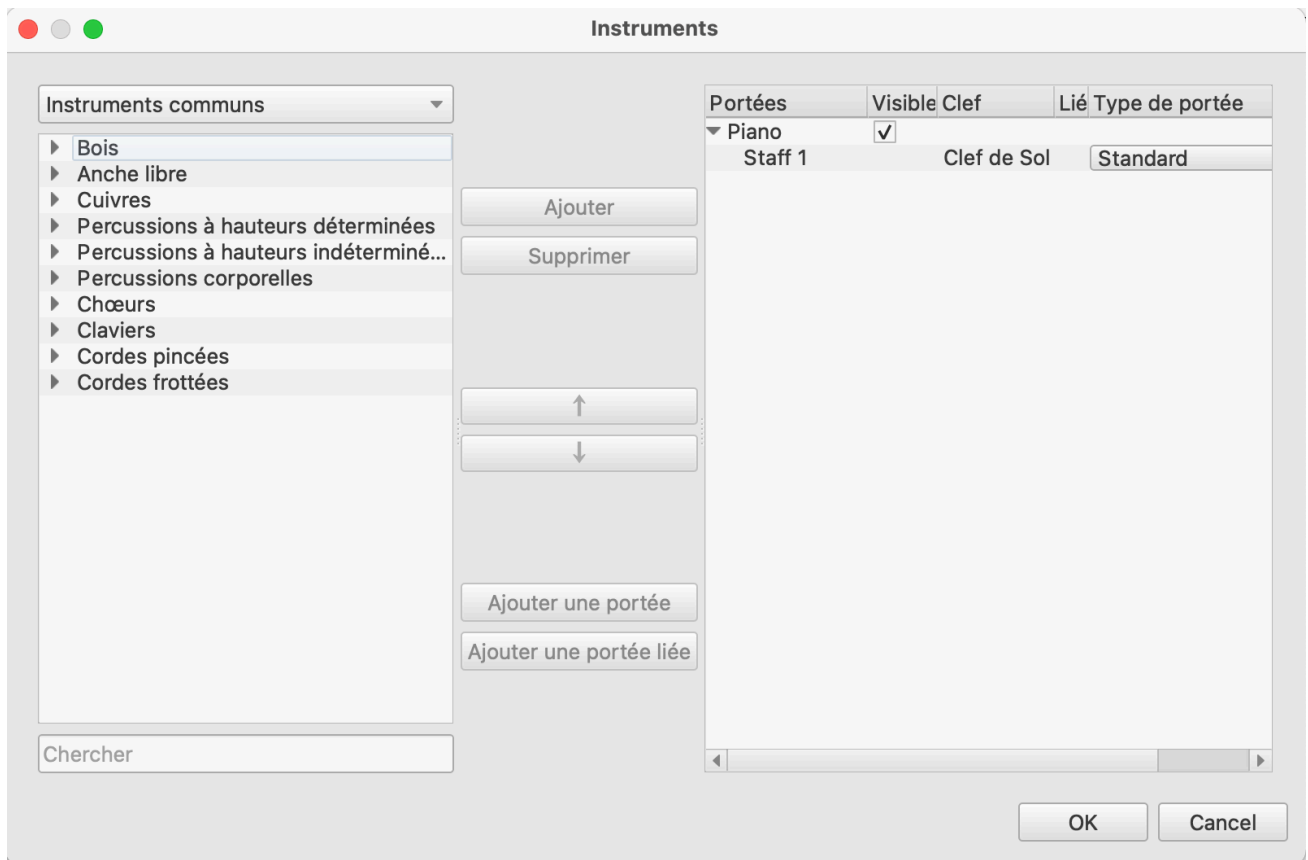 Instruments
Instruments communs
Bois
Anche libre
Cuivres
Percussions à hauteurs déterminées
Percussions à hauteurs indéterminé...
Percussions corporelles
Chœurs
Claviers
Cordes pincées
Cordes frottées
Chercher
Ajouter
Supprimer
↑
↓
Ajouter une portée
Ajouter une portée liée
Portées Visible Clef Lié Type de portée
Piano
Staff 1 Clef de Sol Standard
OK Cancel